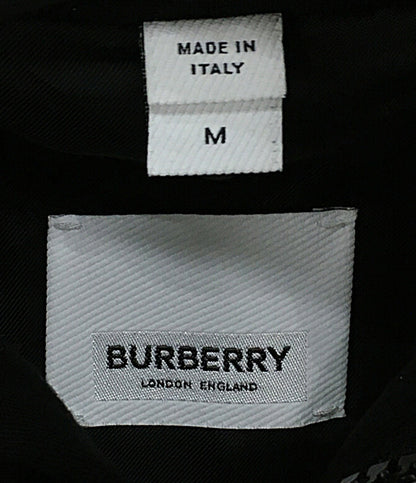 MADE IN
ITALY
M
BURBERRY
LONDON ENGLAND